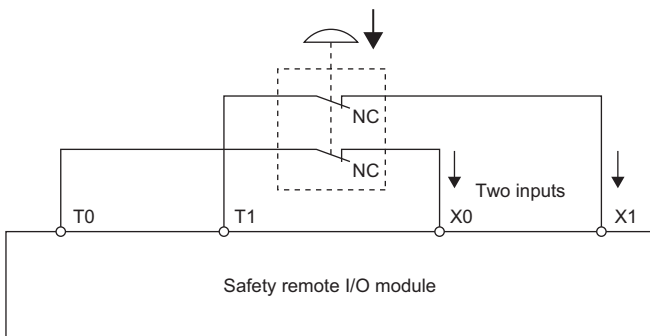 NC
NC
Two inputs
T0 T1 X0 X1
Safety remote I/O module